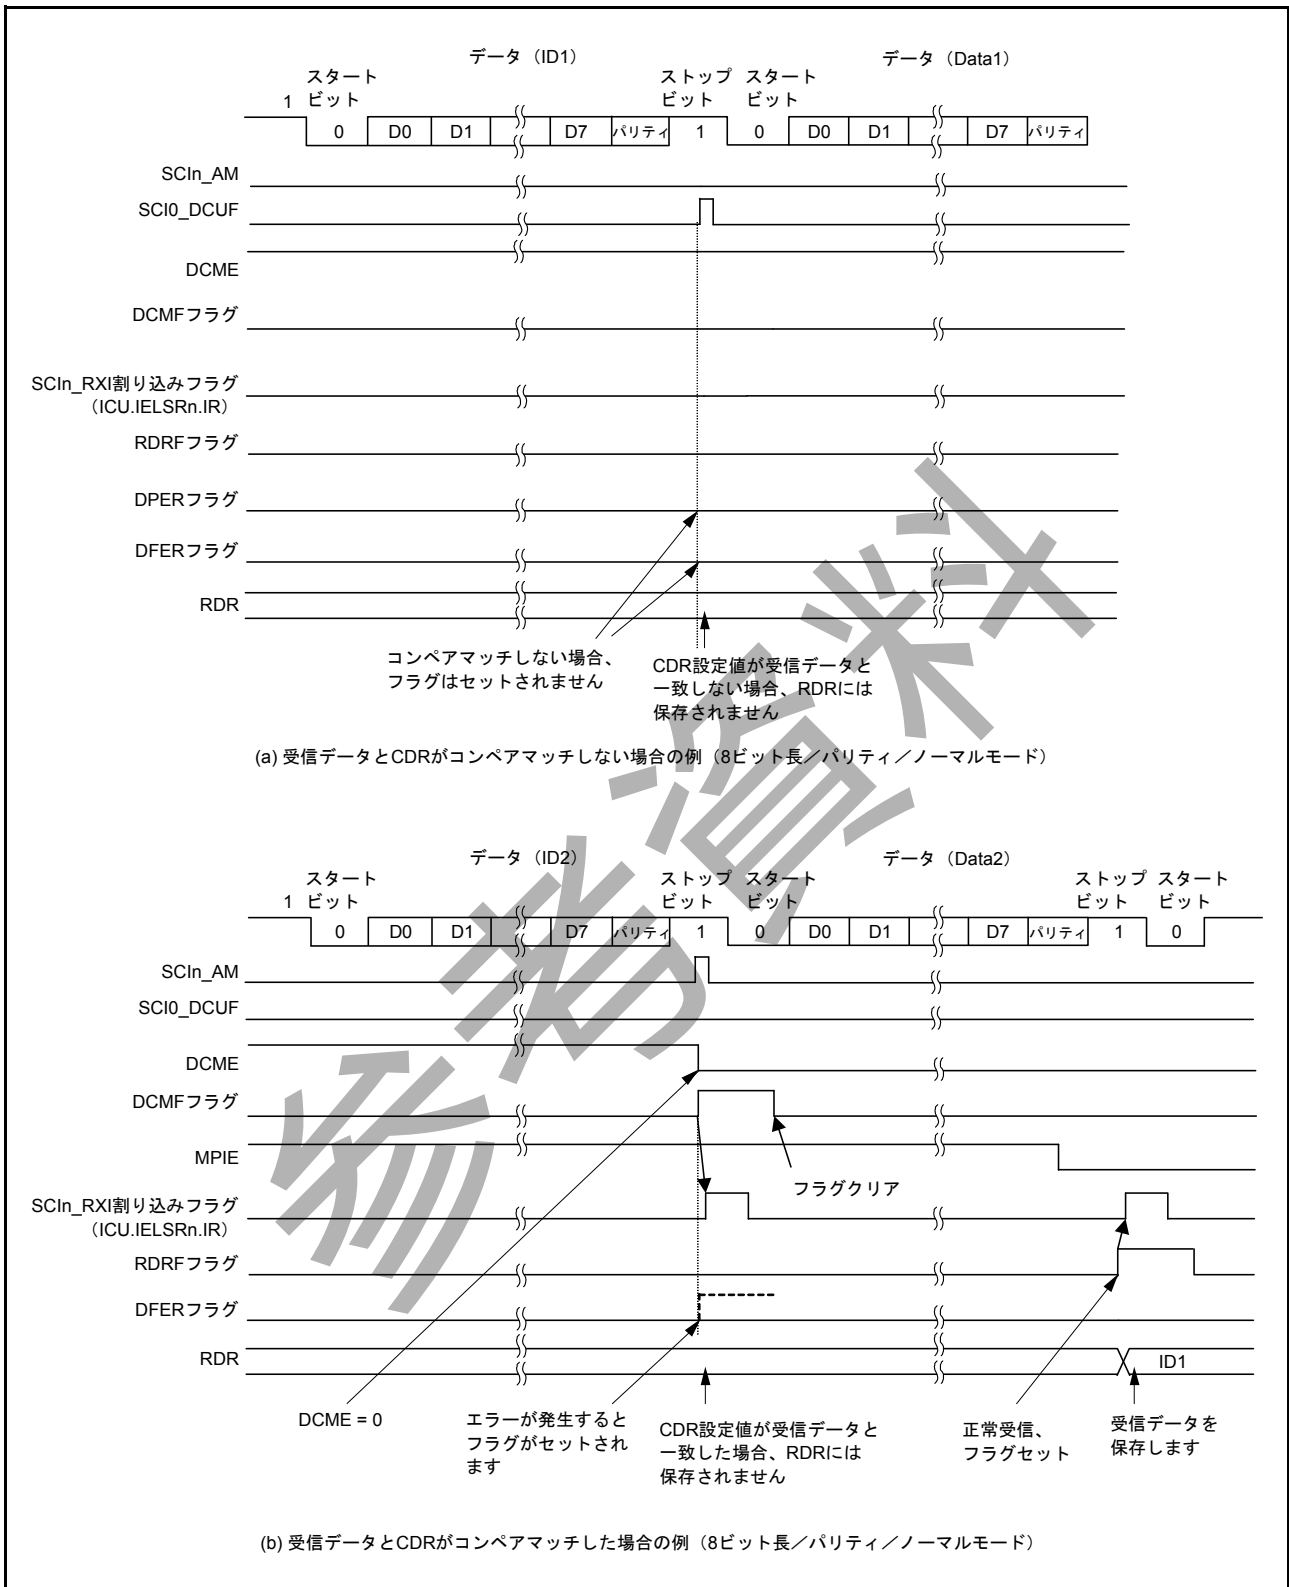 データ（ID1）
データ（Data1）
スタート
ビット
ストップ
ビット
スタート
ビット
1
0 D0 D1 D7 パリティ 1 0 D0 D1 D7 パリティ
SCIn_AM
SCI0_DCUF
DCME
DCMFフラグ
SCIn_RXI割り込みフラグ
（ICU.IELSRn.IR）
RDRFフラグ
DPERフラグ
DFERフラグ
RDR
コンペアマッチしない場合、
フラグはセットされません
CDR設定値が受信データと
一致しない場合、RDRには
保存されません
(a) 受信データとCDRがコンペアマッチしない場合の例（8ビット長／パリティ／ノーマルモード）
データ（ID2）
データ（Data2）
スタート
ビット
ストップ
ビット
スタート
ビット
ストップ
ビット
スタート
ビット
1
0 D0 D1 D7 パリティ 1 0 D0 D1 D7 パリティ 1 0
SCIn_AM
SCI0_DCUF
DCME
DCMFフラグ
MPIE
フラグクリア
SCIn_RXI割り込みフラグ
（ICU.IELSRn.IR）
RDRFフラグ
DFERフラグ
RDR
ID1
DCME = 0
エラーが発生すると
フラグがセットされ
ます
CDR設定値が受信データと
一致した場合、RDRには
保存されません
正常受信、
フラグセット
受信データを
保存します
(b) 受信データとCDRがコンペアマッチした場合の例（8ビット長／パリティ／ノーマルモード）
参考資料